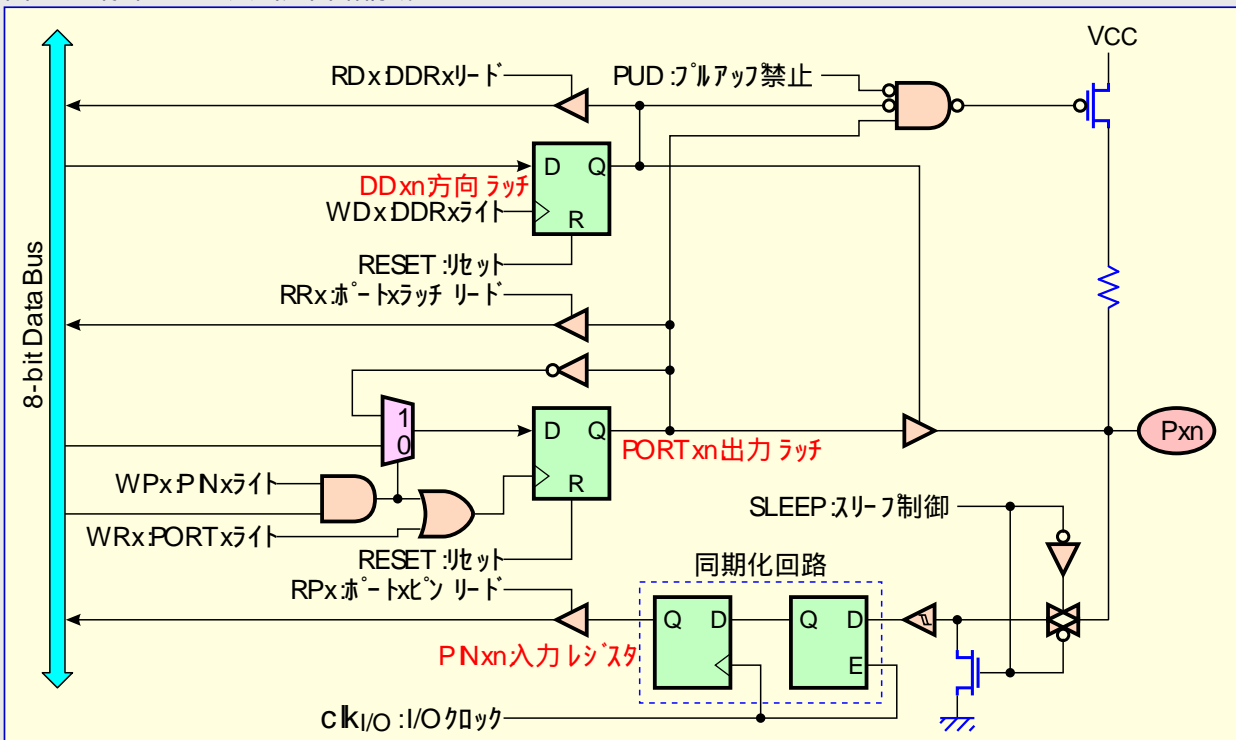 VCC
RDx:DDRxリード
PUD:プルアップ禁止
D Q
DDxn方向 ラッチ
WDx:DDRxライト
R
RESET:リセット
RRx:ポートxラッチ リード
8-bit Data Bus
1
0
D Q
PORTxn出力 ラッチ
Pxn
WPx:PINxライト
R
WRx:PORTxライト
SLEEP:スリープ制御
RESET:リセット
同期化回路
RPx:ポートxピン リード
Q D
Q D
PINxn入力 レジスタ
E
clkI/O:I/Oクロック